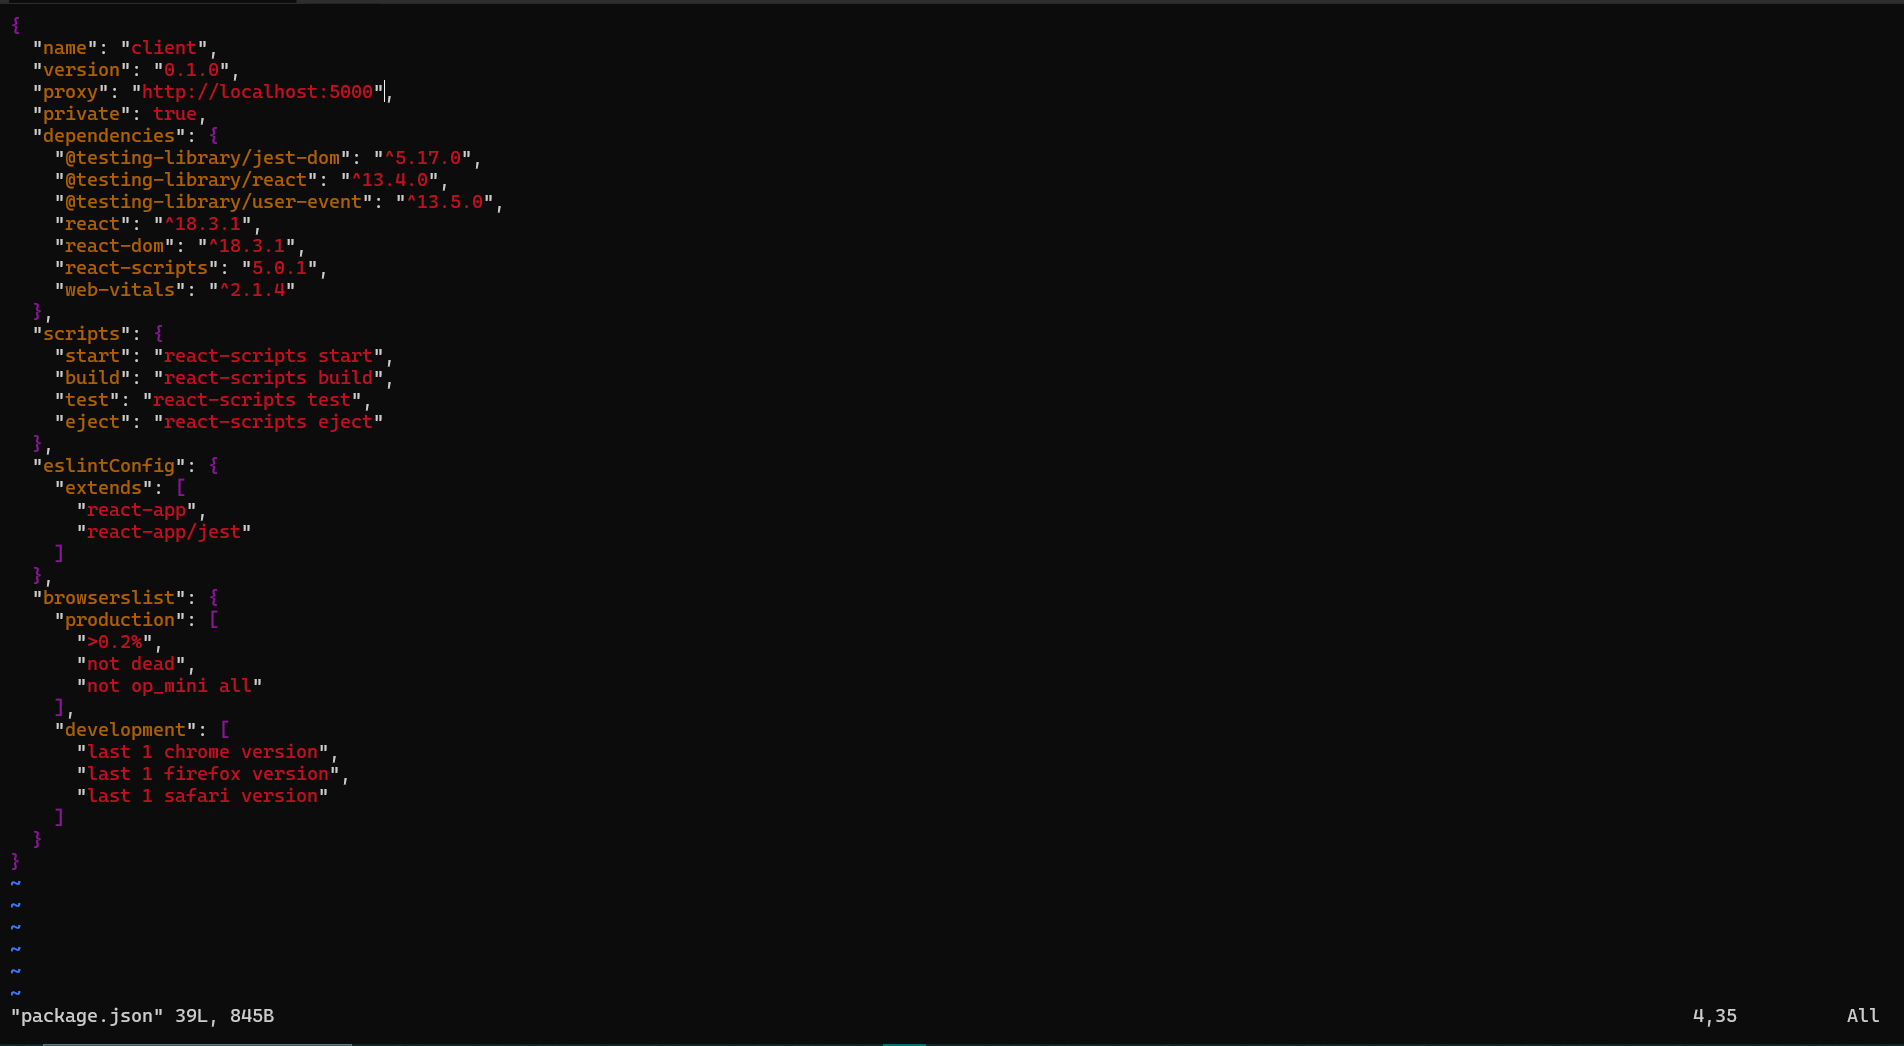 {
  "name": "client",
  "version": "0.1.0",
  "proxy": "http://localhost:5000",
  "private": true,
  "dependencies": {
    "@testing-library/jest-dom": "^5.17.0",
    "@testing-library/react": "^13.4.0",
    "@testing-library/user-event": "^13.5.0",
    "react": "^18.3.1",
    "react-dom": "^18.3.1",
    "react-scripts": "5.0.1",
    "web-vitals": "^2.1.4"
  },
  "scripts": {
    "start": "react-scripts start",
    "build": "react-scripts build",
    "test": "react-scripts test",
    "eject": "react-scripts eject"
  },
  "eslintConfig": {
    "extends": [
      "react-app",
      "react-app/jest"
    ]
  },
  "browserslist": {
    "production": [
      ">0.2%",
      "not dead",
      "not op_mini all"
    ],
    "development": [
      "last 1 chrome version",
      "last 1 firefox version",
      "last 1 safari version"
    ]
  }
}
~
~
~
~
~
~
"package.json" 39L, 845B 4,35 All